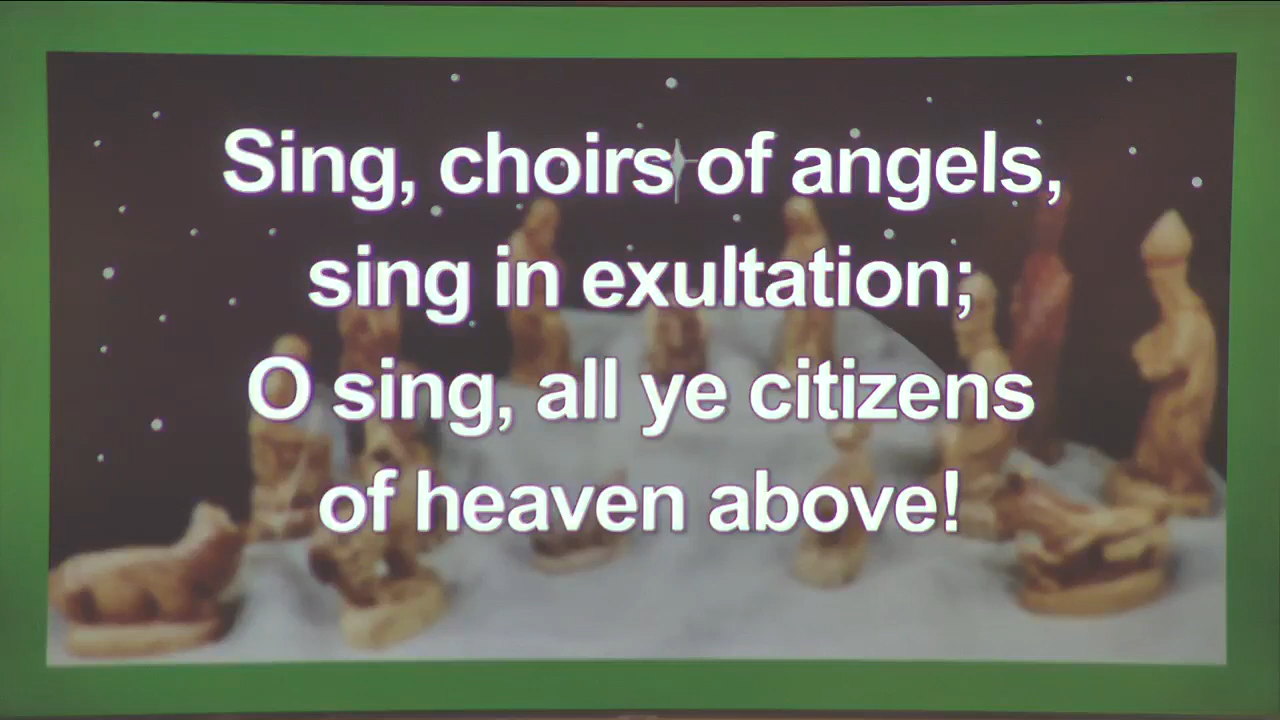 Sing, choirs of angels,
sing in exultation;
O sing, all ye citizens
of heaven above!